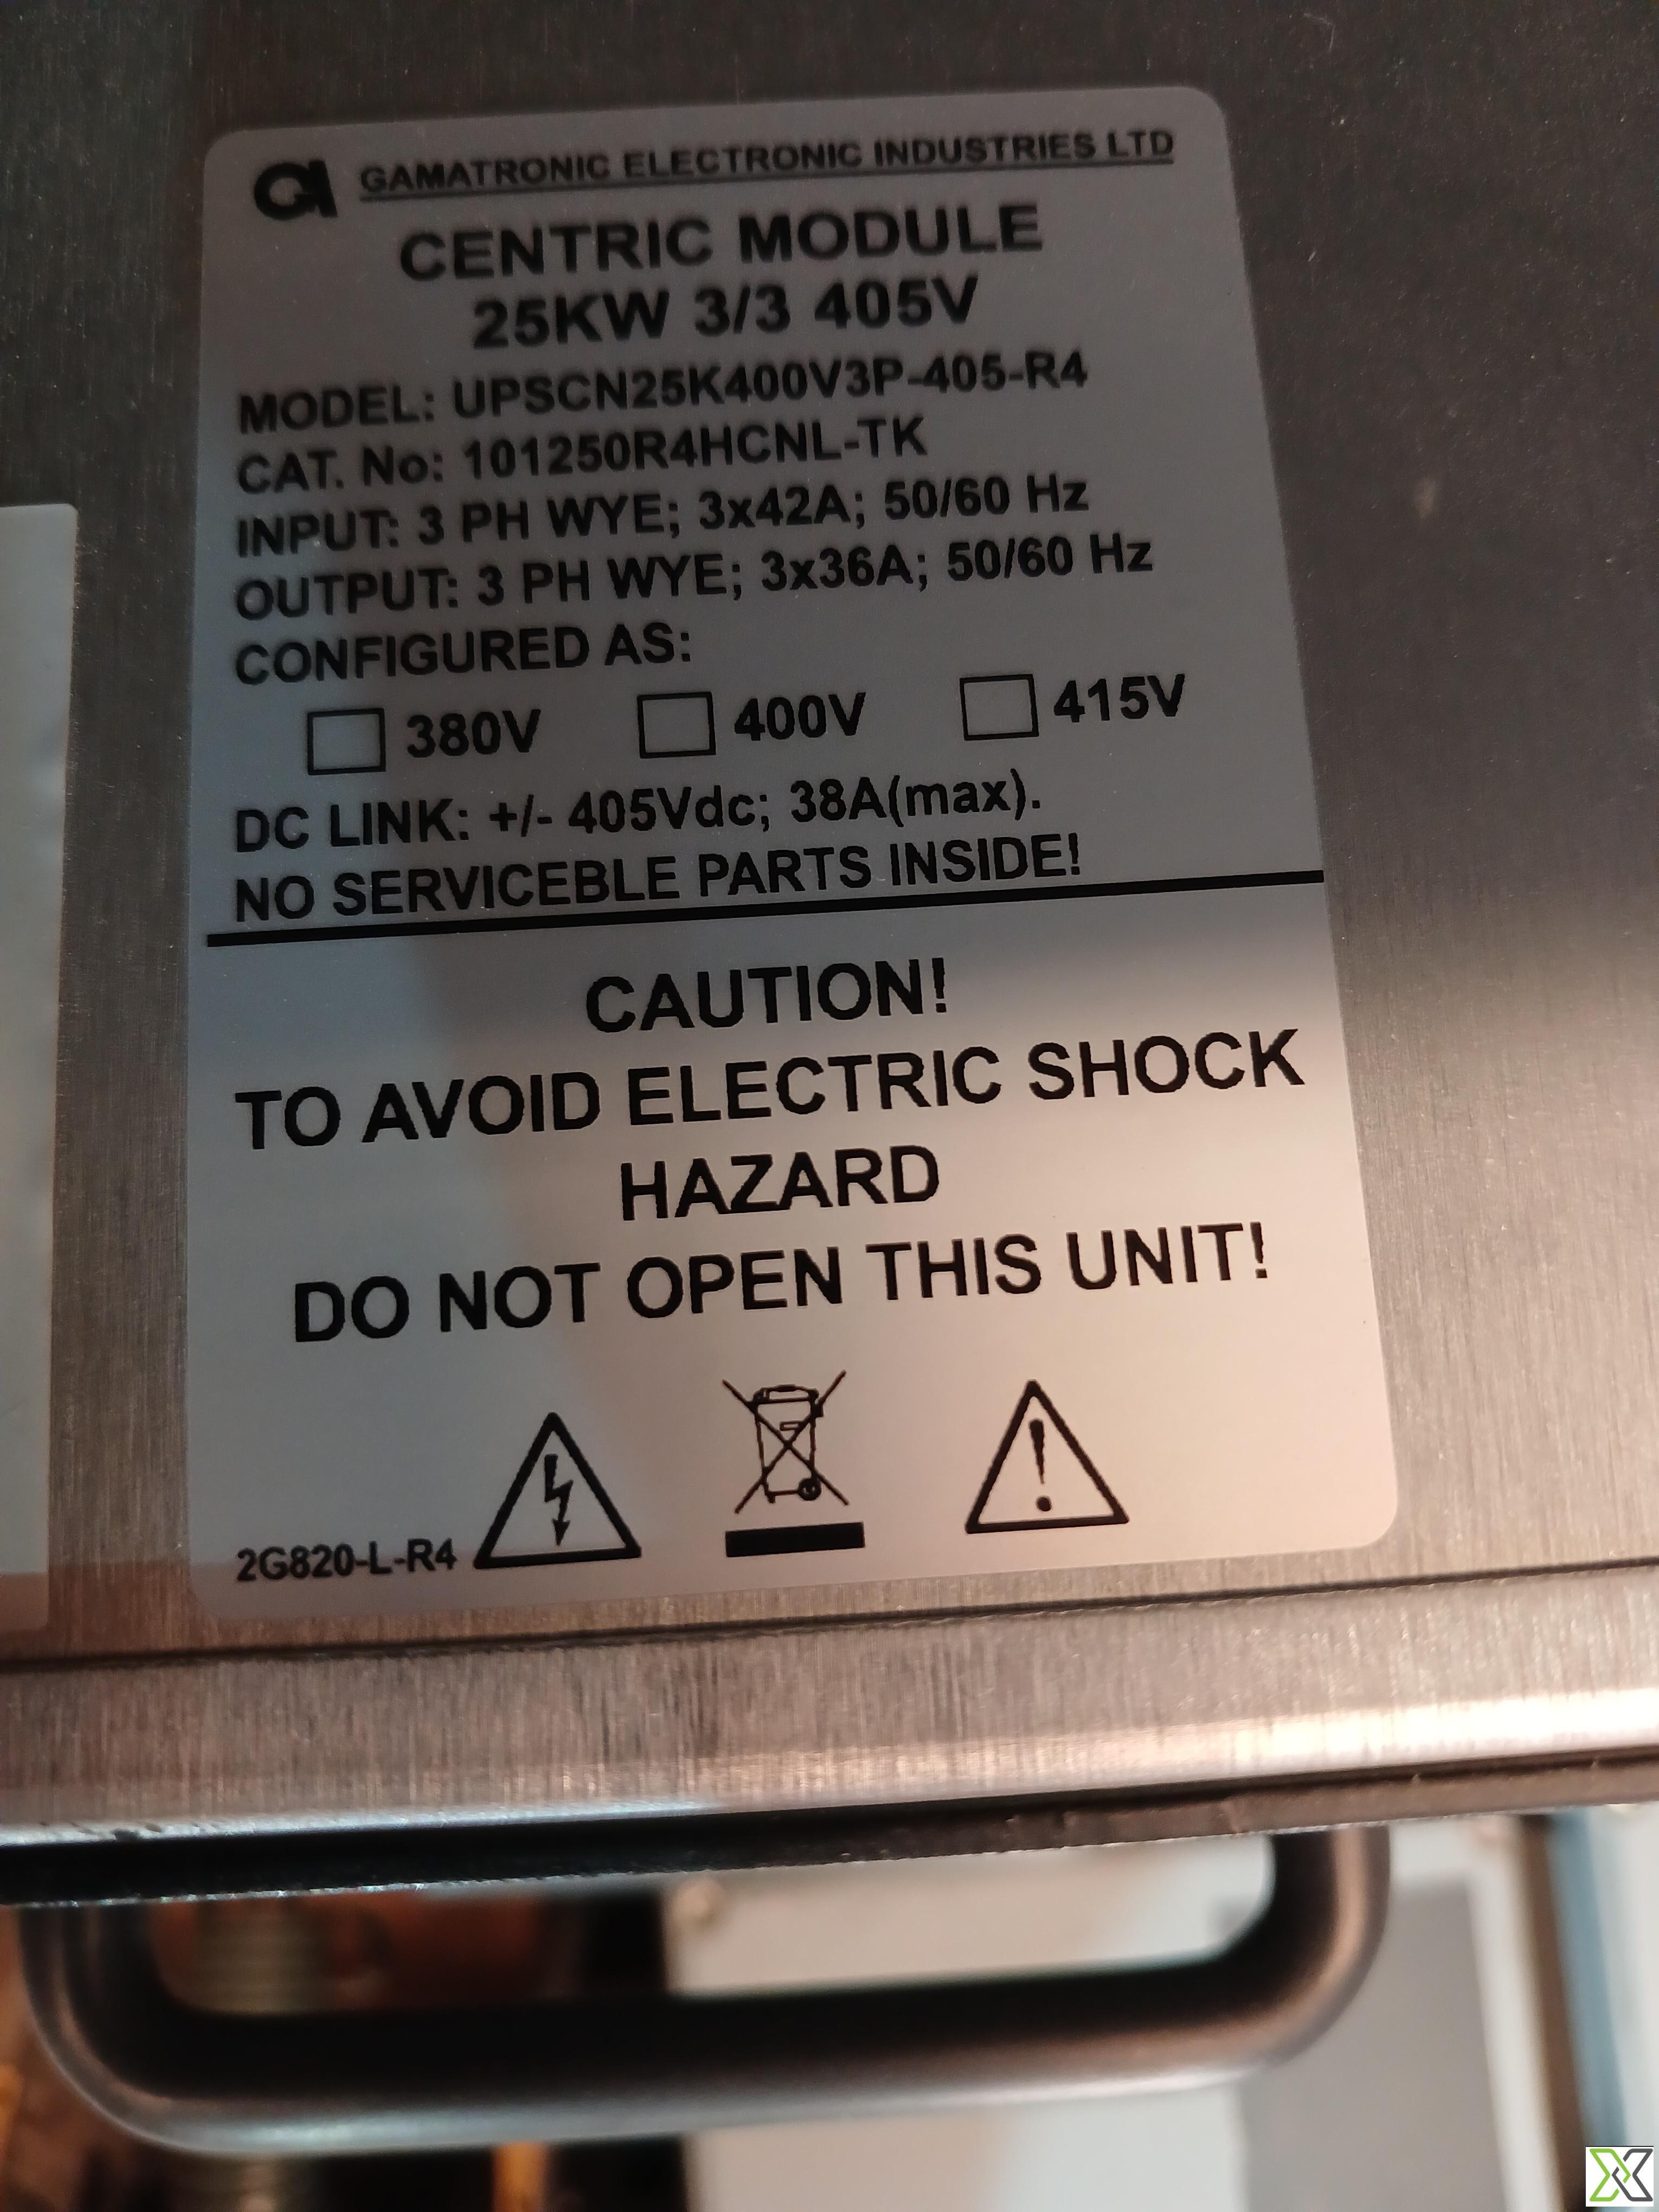 GAMATRONIC ELECTRONIC INDUSTRIES LTD
CENTRIC MODULE
25KW 3/3 405V
MODEL: UPSCN25K400V3P-405-R4
CAT. No: 101250R4HCNL-TK
INPUT: 3 PH WYE; 3x42A; 50/60 Hz
OUTPUT: 3 PH WYE; 3x36A; 50/60 Hz
CONFIGURED AS:
380V 400V 415V
DC LINK: +/- 405Vdc; 38A(max).
NO SERVICEBLE PARTS INSIDE!
CAUTION!
TO AVOID ELECTRIC SHOCK
HAZARD
DO NOT OPEN THIS UNIT!
2G820-L-R4